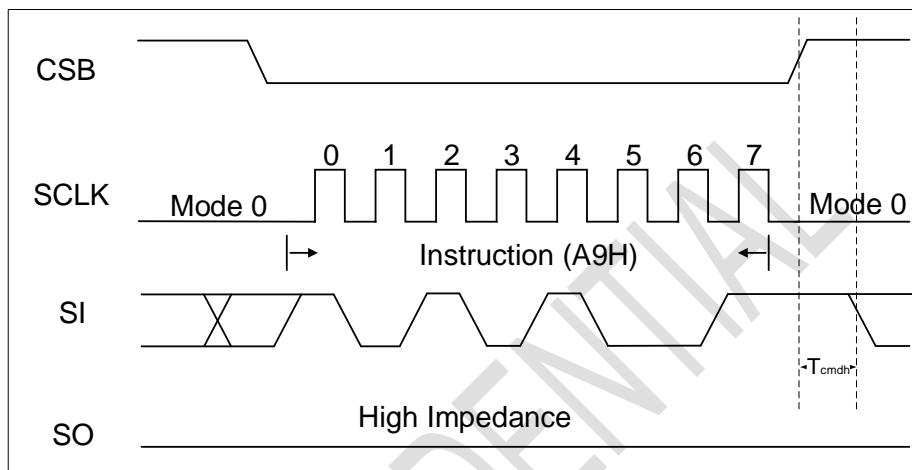 CSB
0 1 2 3 4 5 6 7
SCLK
Mode 0
Mode 0
Instruction (A9H)
SI
Tcmdh
High Impedance
SO
DENTIAL